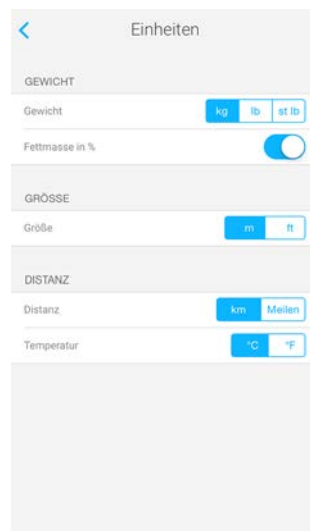 Einheiten
GEWICHT
Gewicht kg lb st lb
Fettmasse in %
GRÖSSE
Größe m ft
DISTANZ
Distanz km Meilen
Temperatur °C °F